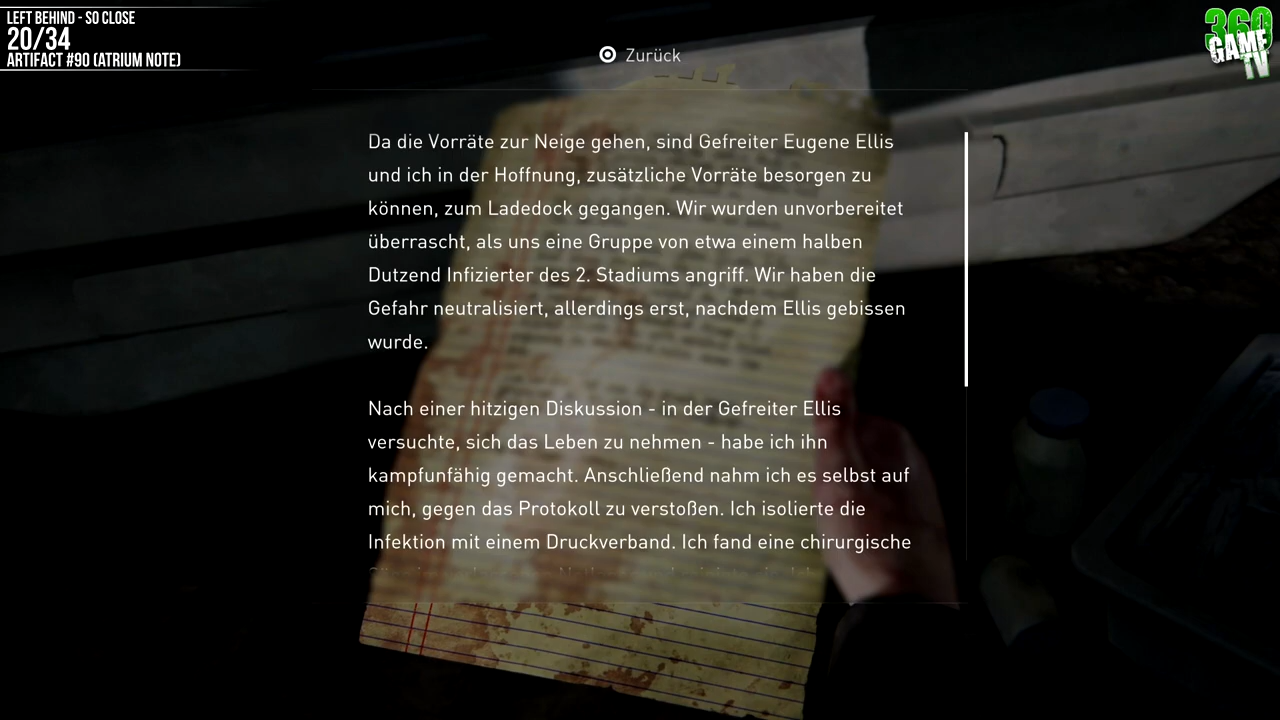 LEFT BEHIND - SO CLOSE
20/34
ARTIFACT #90 (ATRIUM NOTE)
360
GAME
TV
Zurück
Da die Vorräte zur Neige gehen, sind Gefreiter Eugene Ellis
und ich in der Hoffnung, zusätzliche Vorräte besorgen zu
können, zum Ladedock gegangen. Wir wurden unvorbereitet
überrascht, als uns eine Gruppe von etwa einem halben
Dutzend Infizierter des 2. Stadiums angriff. Wir haben die
Gefahr neutralisiert, allerdings erst, nachdem Ellis gebissen
wurde.
Nach einer hitzigen Diskussion - in der Gefreiter Ellis
versuchte, sich das Leben zu nehmen - habe ich ihn
kampfunfähig gemacht. Anschließend nahm ich es selbst auf
mich, gegen das Protokoll zu verstoßen. Ich isolierte die
Infektion mit einem Druckverband. Ich fand eine chirurgische